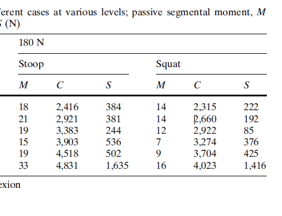 ferent cases at various levels; passive segmental moment, M
S (N)
180 N
Stoop Squat
M C S M C S
18 2,416 384 14 2,315 222
21 2,921 381 14 2,660 192
19 3,383 244 12 2,922 85
15 3,903 536 7 3,274 376
19 4,518 502 9 3,704 425
33 4,831 1,635 16 4,023 1,416
exion